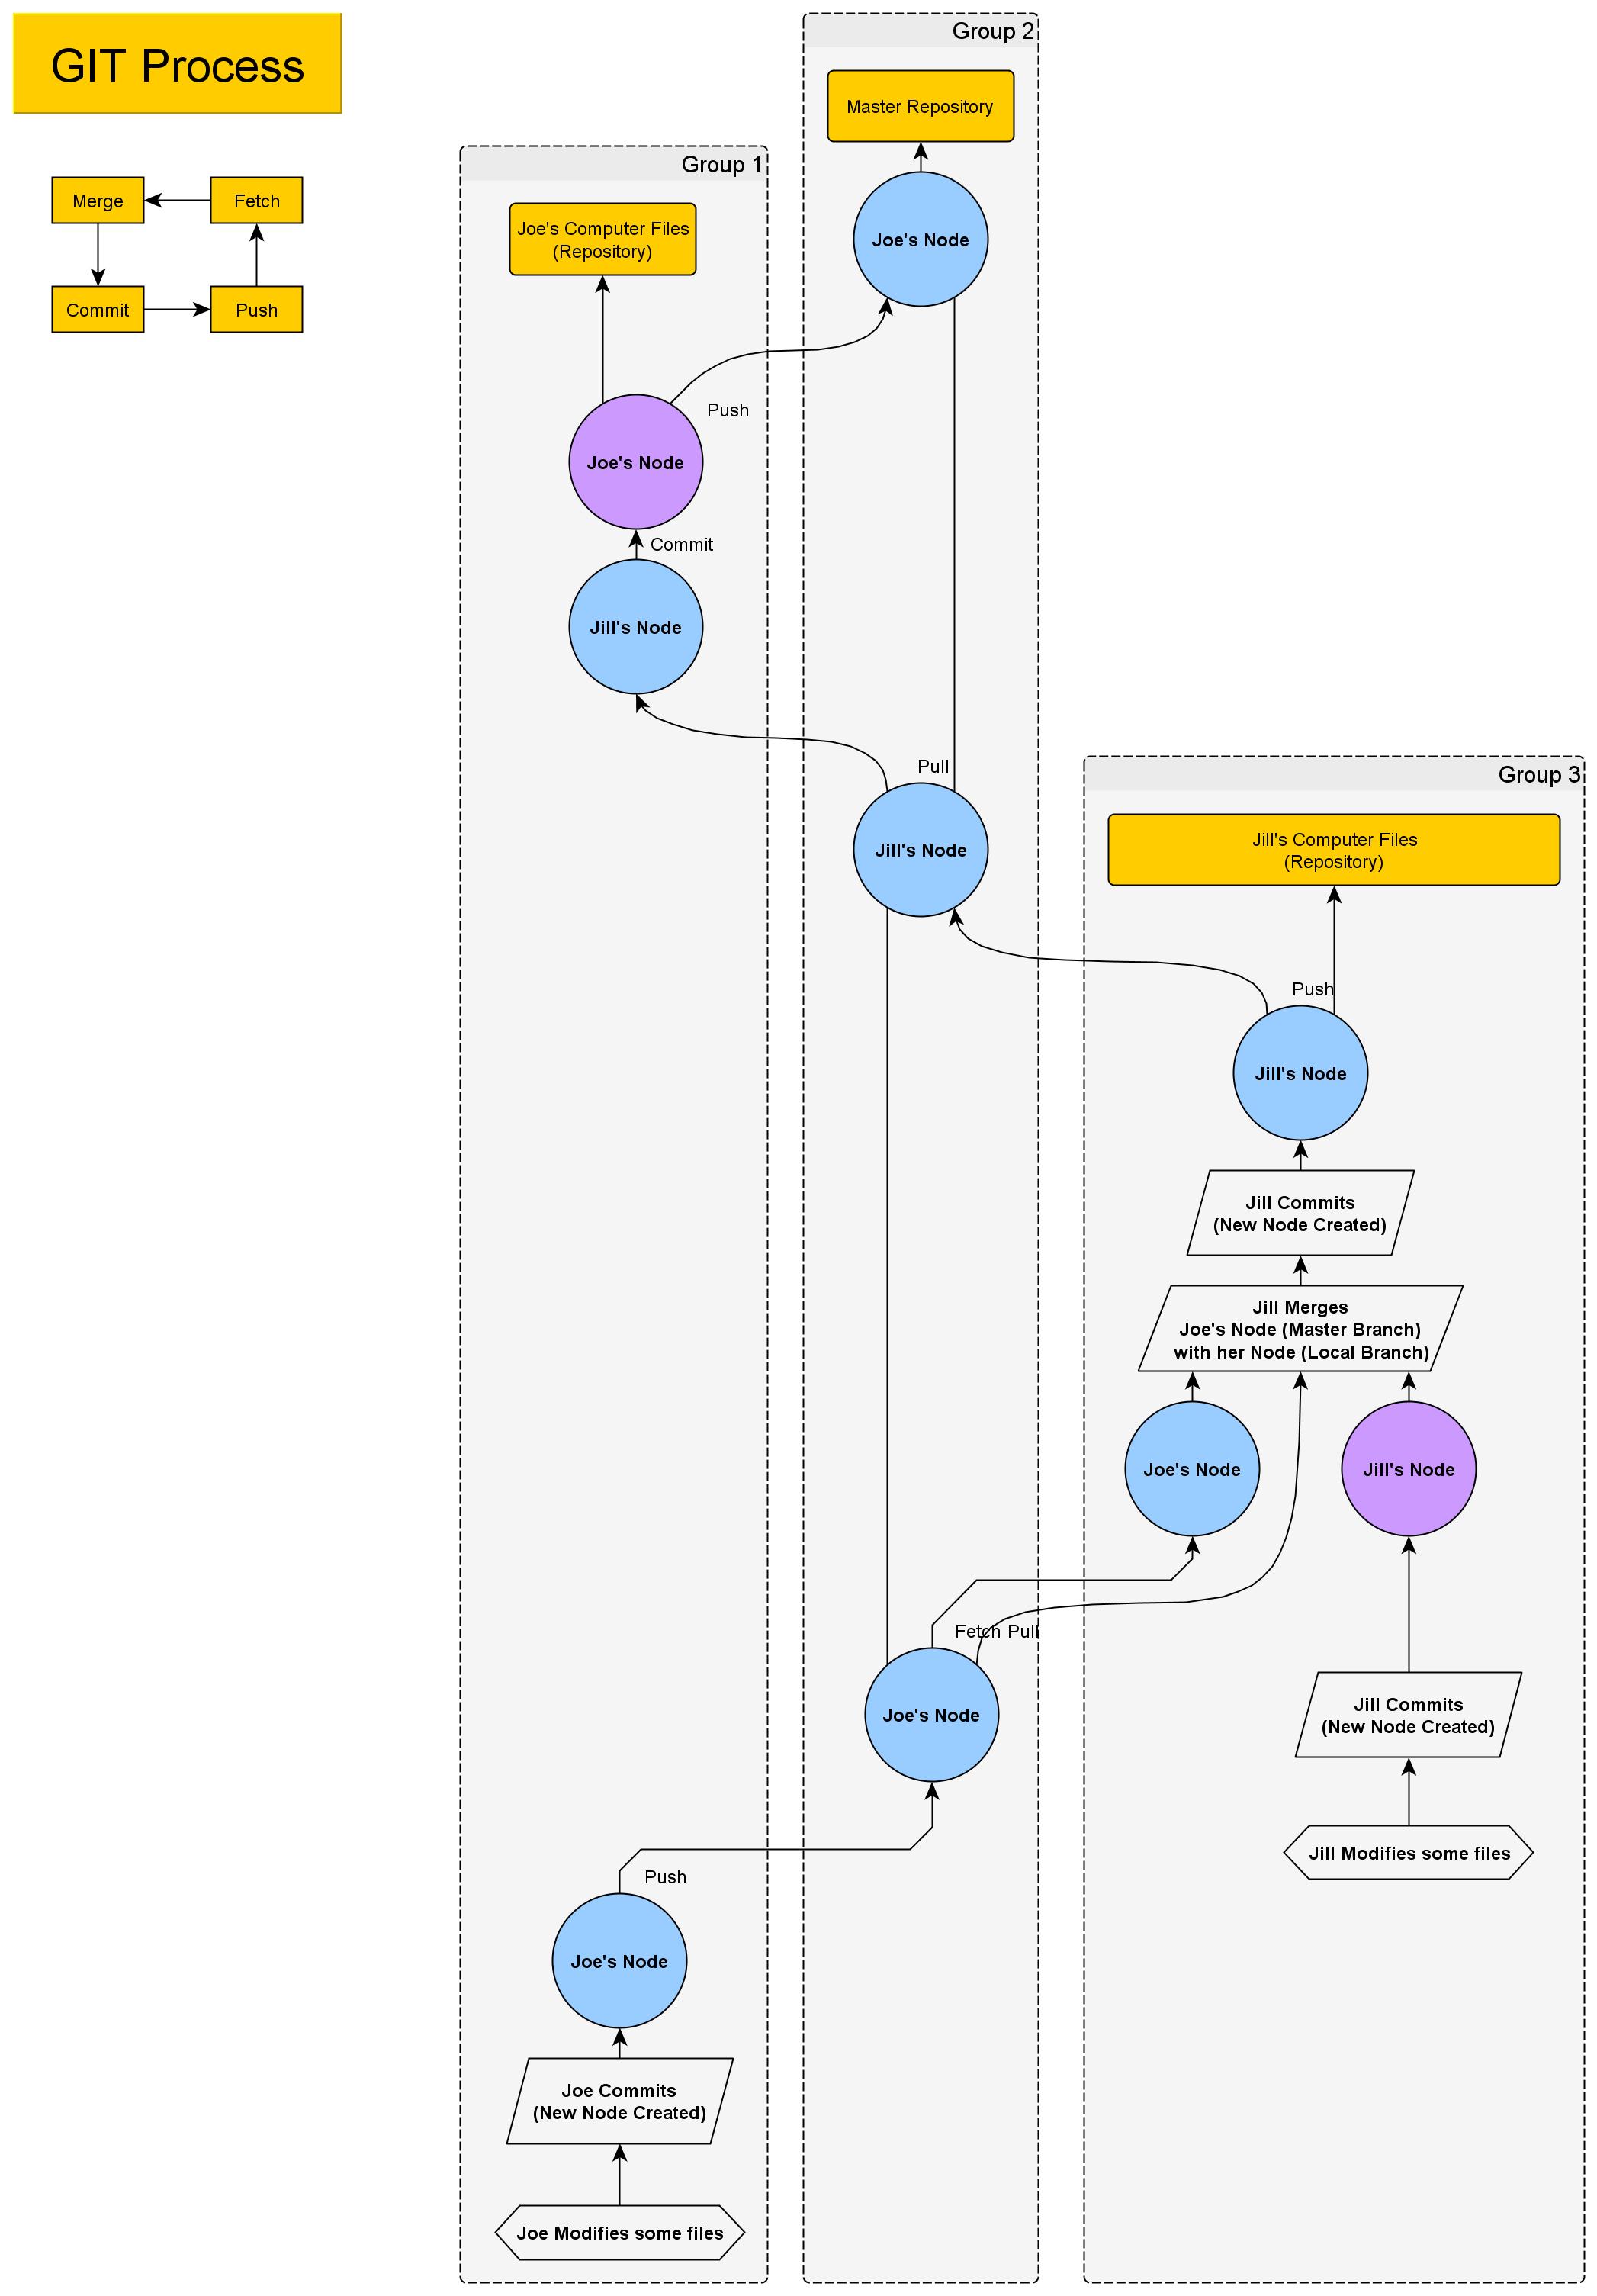 GIT Process
Merge
Fetch
Commit
Push
Group 1
Joe's Computer Files
(Repository)
Push
Joe's Node
Commit
Jill's Node
Push
Joe's Node
Joe Commits
(New Node Created)
Joe Modifies some files
Group 2
Master Repository
Joe's Node
Pull
Jill's Node
Fetch Pull
Joe's Node
Group 3
Jill's Computer Files
(Repository)
Push
Jill's Node
Jill Commits
(New Node Created)
Jill Merges
Joe's Node (Master Branch)
with her Node (Local Branch)
Joe's Node
Jill's Node
Jill Commits
(New Node Created)
Jill Modifies some files